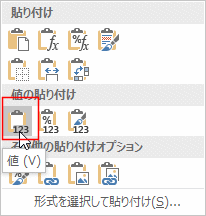 貼り付け
fx fx %
値の貼り付け
123 % 123 123
値 (V)
その他の貼り付けオプション
%
形式を選択して貼り付け(S)...